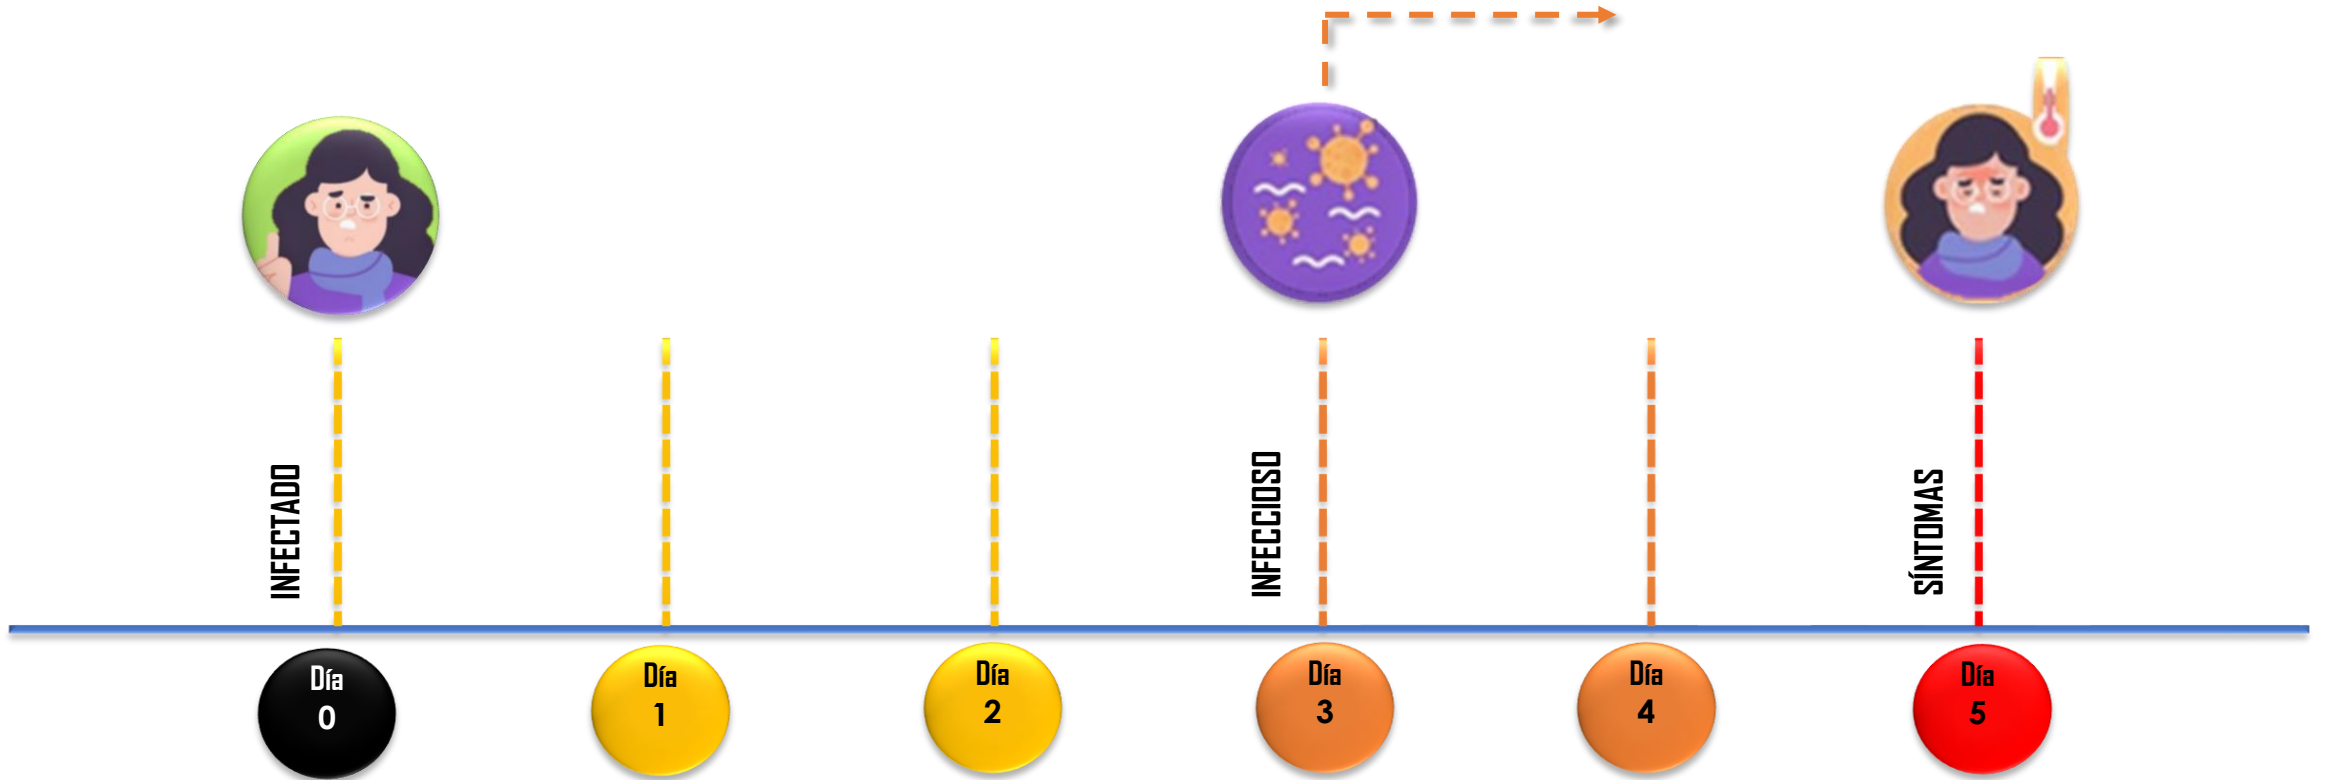 INFECTADO
INFECCIOSO
SÍNTOMAS
Día
0
Día
1
Día
2
Día
3
Día
4
Día
5